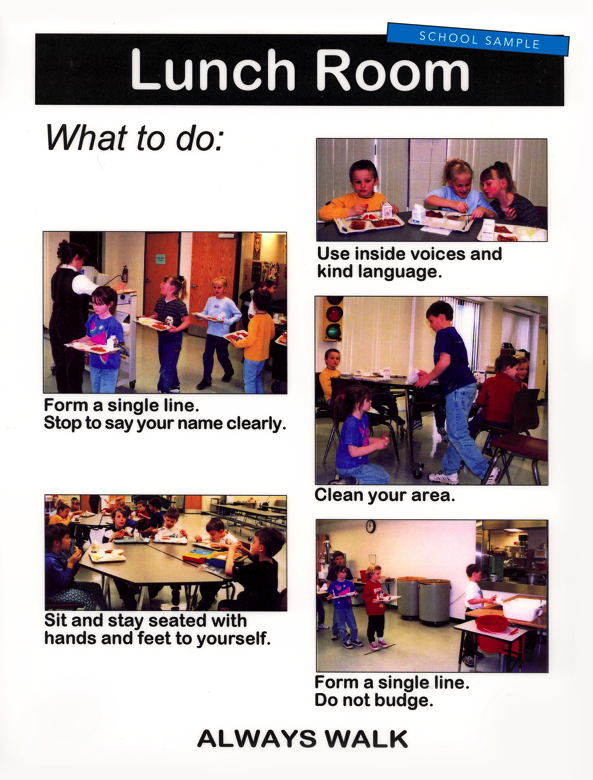 SCHOOL SAMPLE
Lunch Room
What to do:
Form a single line.
Stop to say your name clearly.
Sit and stay seated with
hands and feet to yourself.
Use inside voices and
kind language.
Clean your area.
Form a single line.
Do not budge.
ALWAYS WALK